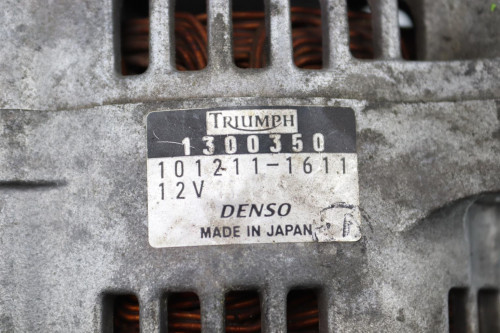 TRIUMPH
1300350
101211-1611
12V
DENSO
MADE IN JAPAN